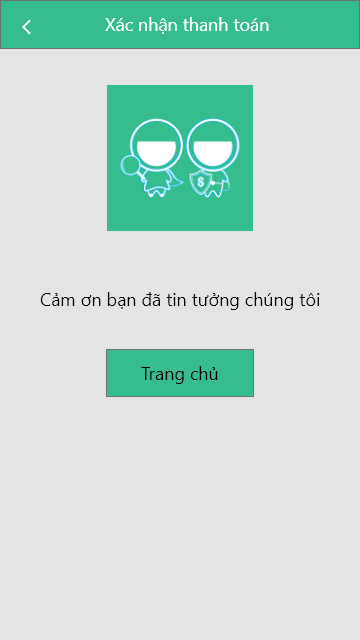 Xác nhận thanh toán
$
Cảm ơn bạn đã tin tưởng chúng tôi
Trang chủ